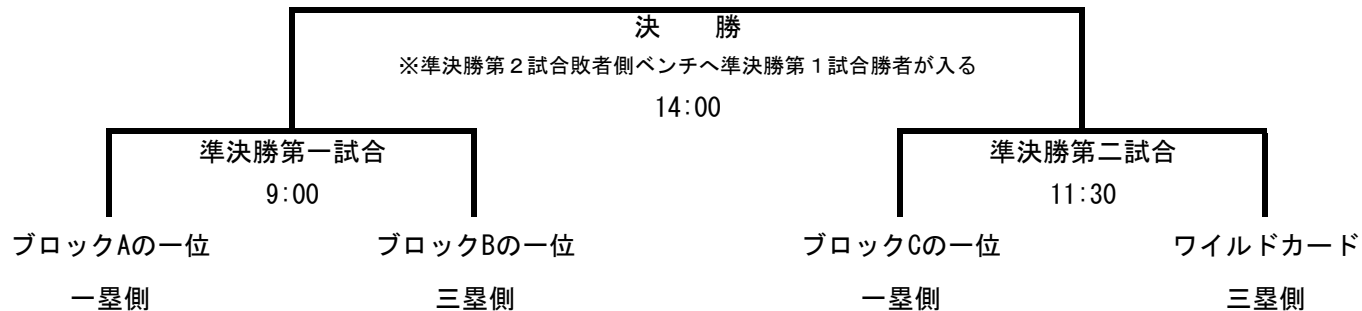 決　　勝
※準決勝第２試合敗者側ベンチへ準決勝第１試合勝者が入る
14:00
準決勝第一試合
9:00
準決勝第二試合
11:30
ブロックAの一位
ブロックBの一位
ブロックCの一位
ワイルドカード
一塁側
三塁側
一塁側
三塁側